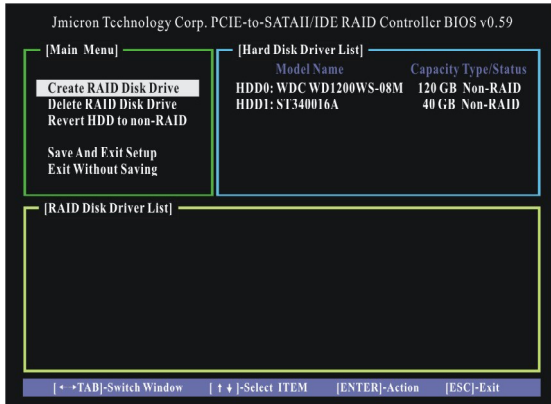 Jmicron Tcchnology Corp. PCIE-to-SATAII/IDE RAID Controllcr BIOS v0.59
[Main Menu]
Create RAID Disk Drive
Delete RAID Disk Drive
Revert HDD to non-RAID
Save And Exit Setup
Exit Without Saving
[Hard Disk Driver List]
Model Name Capacity Type/Status
HDD0: WDC WD1200WS-08M 120 GB Non-RAID
HDD1: ST340016A 40 GB Non-RAID
[RAID Disk Driver List]
[←→TAB]-Switch Window [↑↓]-Select ITEM [ENTER]-Action [ESC]-Exit